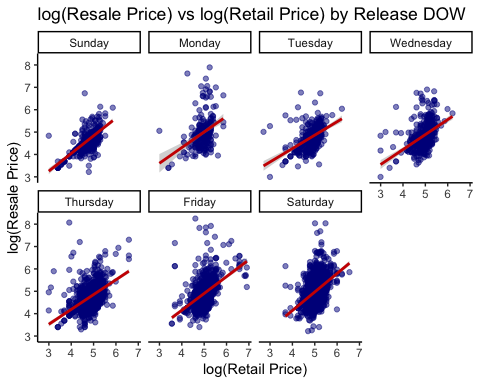 log(Resale Price) vs log(Retail Price) by Release DOW
Sunday Monday Tuesday Wednesday
8
7
6
5
4
3
3 4 5 6 7
Thursday Friday Saturday
8
7
6
5
4
3
3 4 5 6 7 3 4 5 6 7 3 4 5 6 7
log(Resale Price)
log(Retail Price)